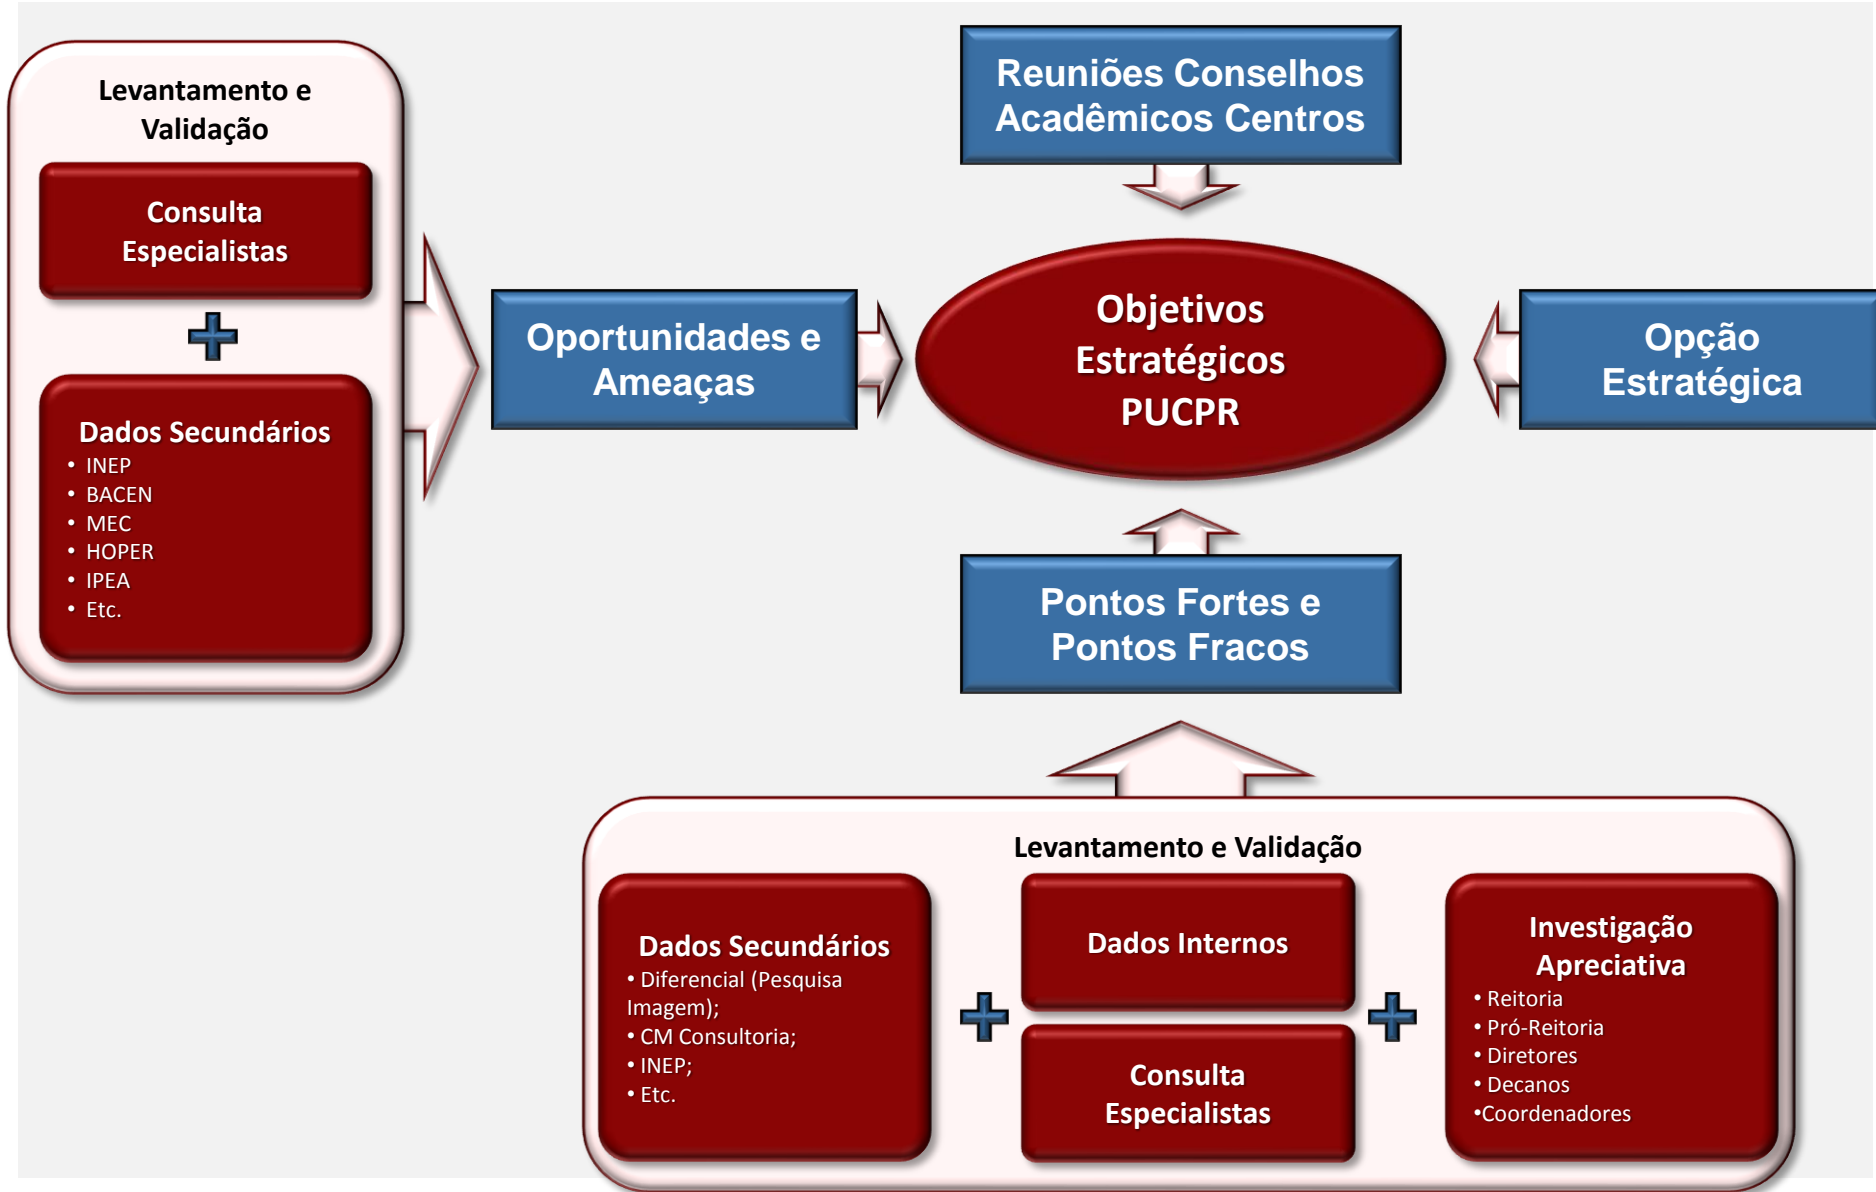 Levantamento e
Validação
Consulta
Especialistas
Dados Secundários
• INEP
• BACEN
• MEC
• HOPER
• IPEA
• Etc.
Oportunidades e
Ameaças
Reuniões Conselhos
Acadêmicos Centros
Objetivos
Estratégicos
PUCPR
Opção
Estratégica
Pontos Fortes e
Pontos Fracos
Levantamento e Validação
Dados Secundários
• Diferencial (Pesquisa
Imagem);
• CM Consultoria;
• INEP;
• Etc.
Dados Internos
Consulta
Especialistas
Investigação
Apreciativa
• Reitoria
• Pró-Reitoria
• Diretores
• Decanos
•Coordenadores